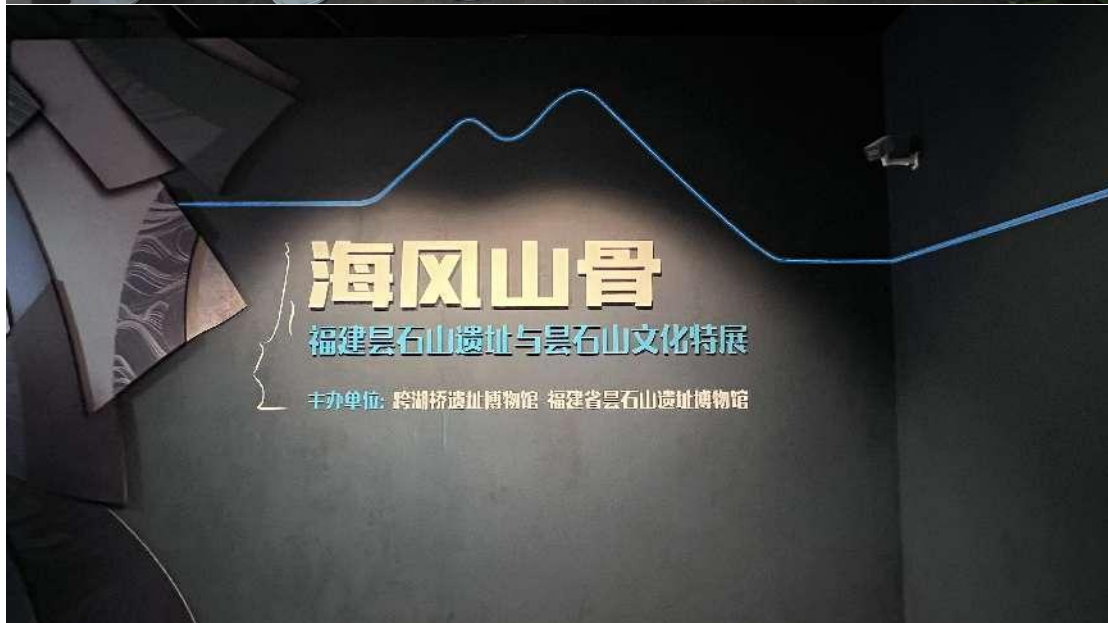 海风山骨
福建昙石山遗址与昙石山文化特展
主办单位: 跨湖桥遗址博物馆 福建省昙石山遗址博物馆